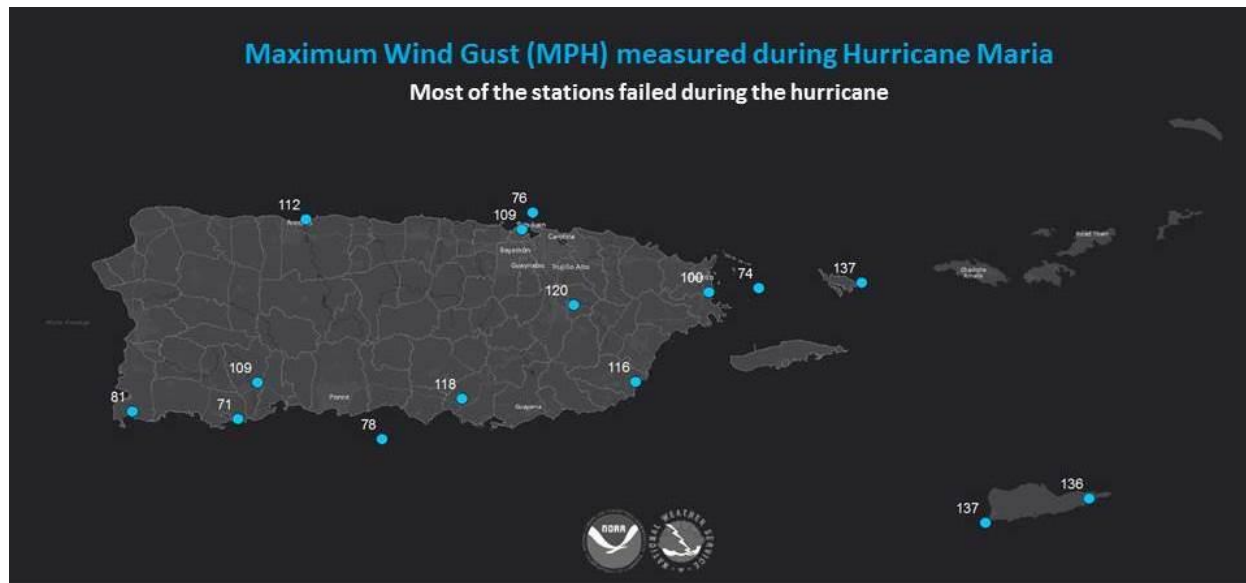 Maximum Wind Gust (MPH) measured during Hurricane Maria
Most of the stations failed during the hurricane
76
112
109
San Juan
Carolina
Bayamón
Guaynabo
Trujillo Alto
137
74
100
120
109
116
118
81
71
Ponce
Guayama
78
136
137
NOAA
NATIONAL WEATHER SERVICE